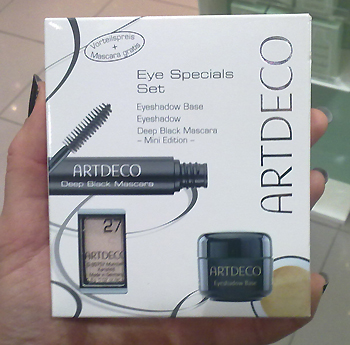 Vorteilspreis
+
Mascara gratis
Eye Specials
Set
Eyeshadow Base
Eyeshadow
Deep Black Mascara
– Mini Edition –
ARTDECO
ARTDECO
Deep Black Mascara
27
ARTDECO
ARTDECO
Eyeshadow Base